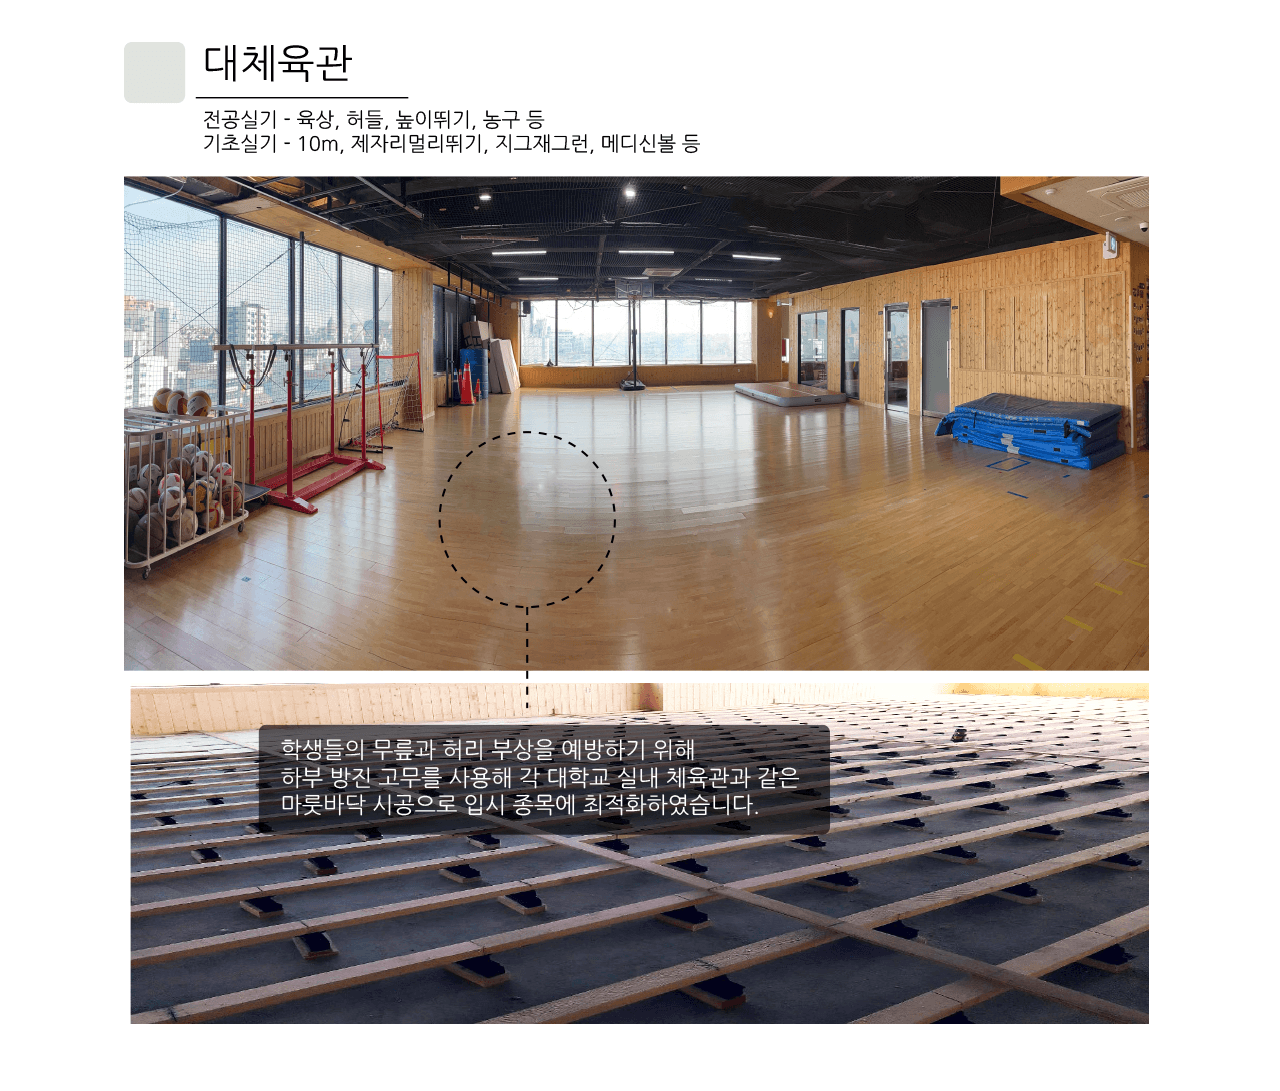 대체육관
전공실기 - 육상, 허들, 높이뛰기, 농구 등
기초실기 - 10m, 제자리멀리뛰기, 지그재그런, 메디신볼 등
학생들의 무릎과 허리 부상을 예방하기 위해
하부 방진 고무를 사용해 각 대학교 실내 체육관과 같은
마룻바닥 시공으로 입시 종목에 최적화하였습니다.